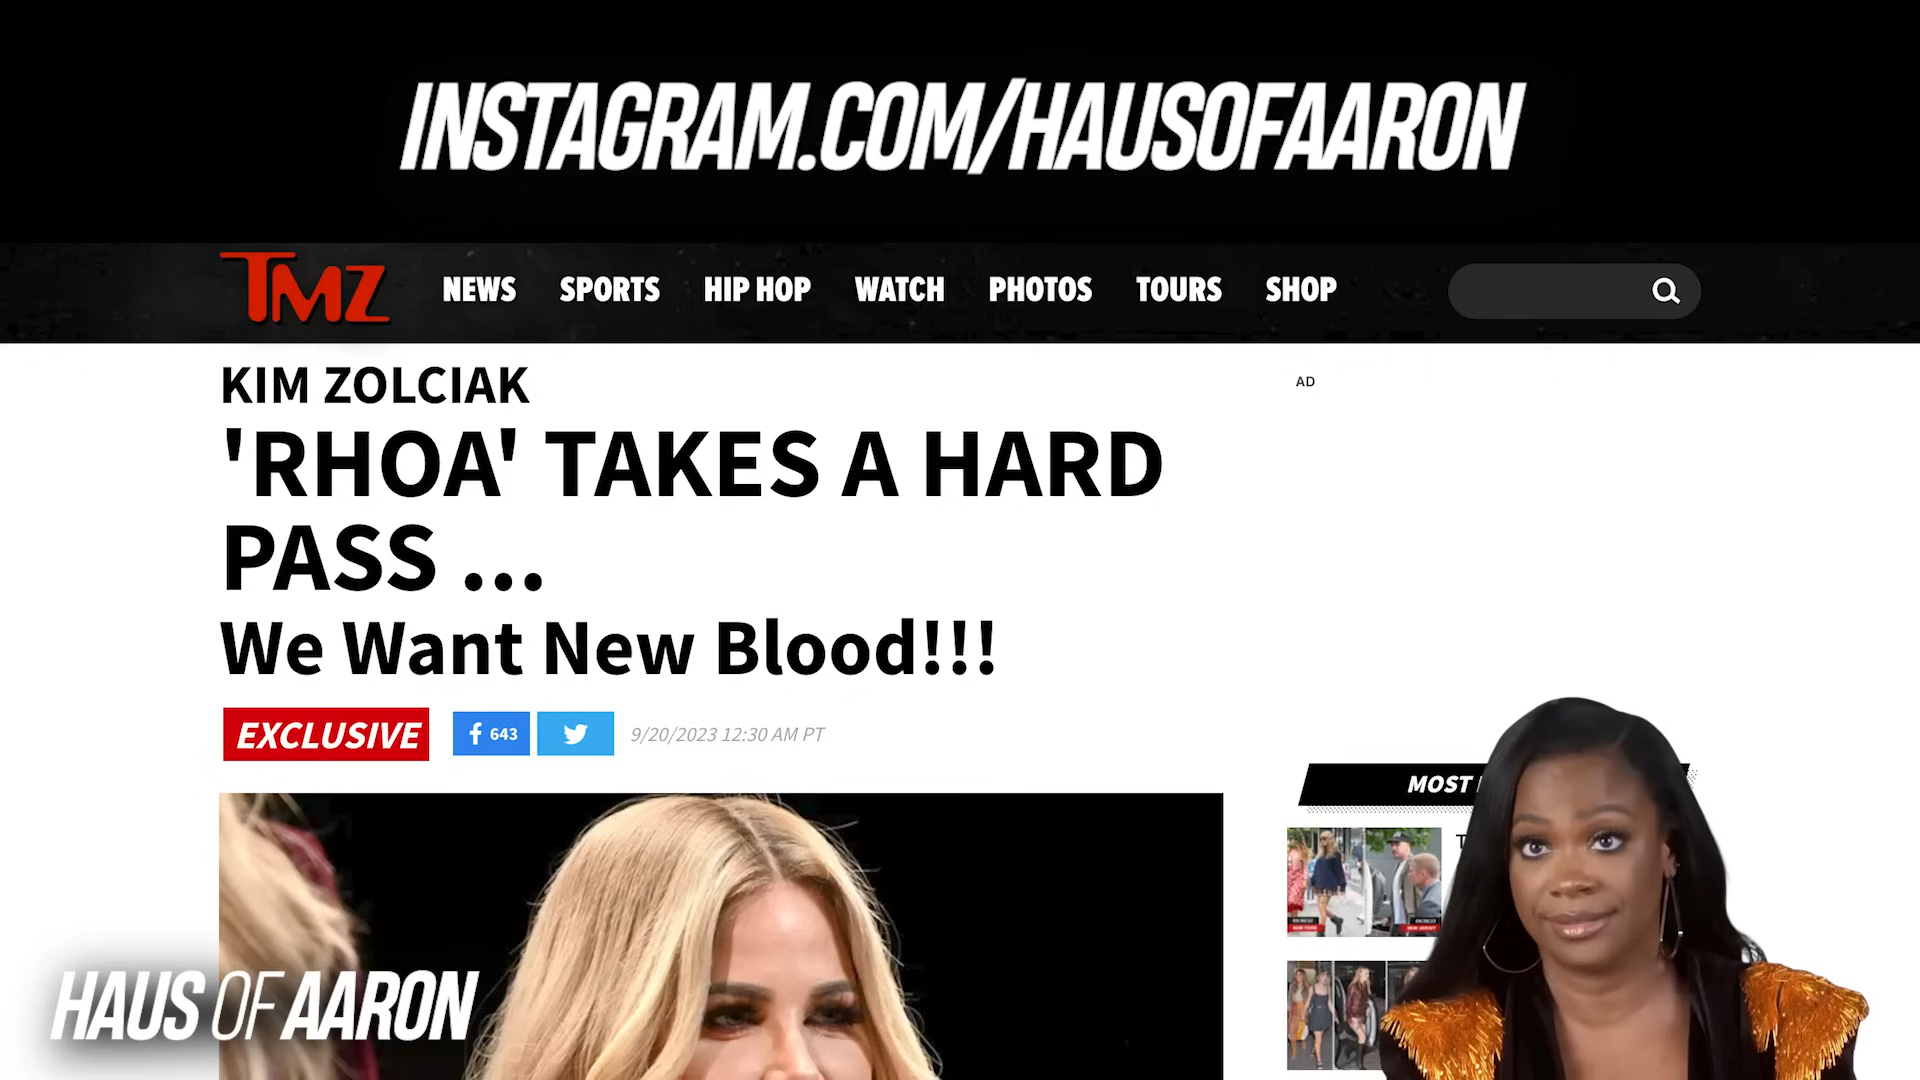 INSTAGRAM.COM/HAUSOFAARON
TMZ NEWS SPORTS HIP HOP WATCH PHOTOS TOURS SHOP
KIM ZOLCIAK
AD
'RHOA' TAKES A HARD
PASS ...
We Want New Blood!!!
EXCLUSIVE 643 9/20/2023 12:30 AM PT
MOST
HAUS OF AARON